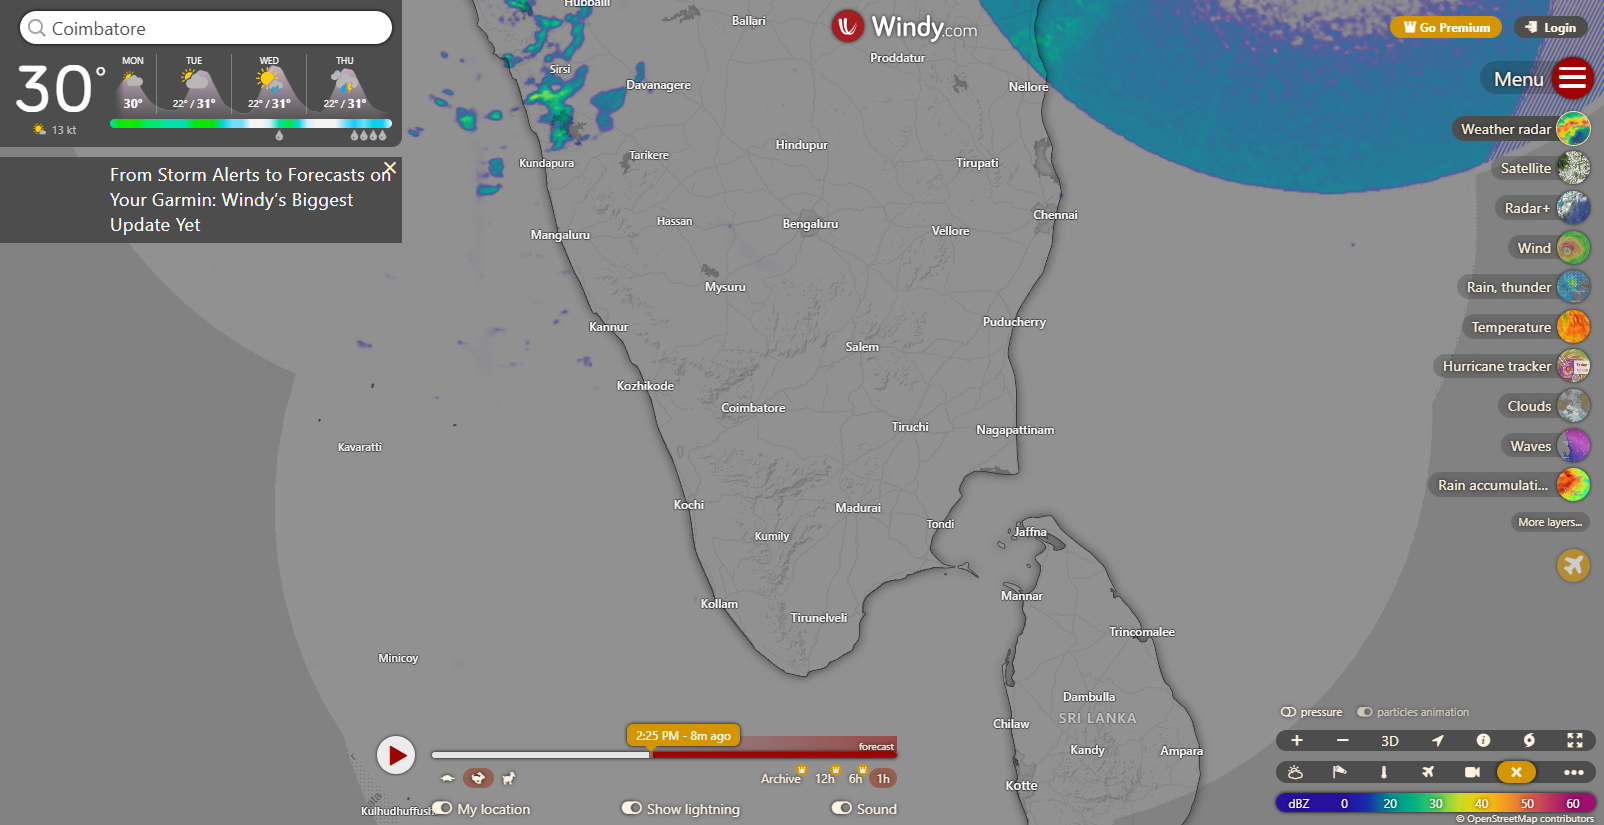 Coimbatore
30°
13 kt
MON
TUE
WED
THU
30°
22° / 31°
22° / 31°
22° / 31°
From Storm Alerts to Forecasts on
Your Garmin: Windy’s Biggest
Update Yet
Windy.com
Go Premium
Login
Menu
Weather radar
Satellite
Radar+
Wind
Rain, thunder
Temperature
Hurricane tracker
Clouds
Waves
Rain accumulati...
More layers...
Hubballi
Ballari
Proddatur
Sirsi
Davanagere
Nellore
Kundapura
Tarikere
Hindupur
Tirupati
Hassan
Bengaluru
Chennai
Mangaluru
Vellore
Mysuru
Kannur
Puducherry
Salem
Kozhikode
Coimbatore
Tiruchi
Nagapattinam
Kavaratti
Kochi
Madurai
Tondi
Jaffna
Kumily
Mannar
Kollam
Tirunelveli
Trincomalee
Minicoy
Dambulla
SRI LANKA
Chilaw
Kandy
Ampara
Kotte
Kulhudhuffush
2:25 PM - 8m ago
forecast
Archive
12h
6h
1h
My location
Show lightning
Sound
pressure
particles animation
3D
dBZ 0 20 30 40 50 60
© OpenStreetMap contributors